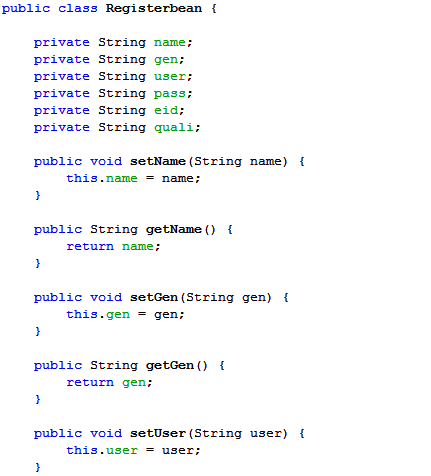 public class Registerbean {
private String name;
private String gen;
private String user;
private String pass;
private String eid;
private String quali;
public void setName(String name) {
this.name = name;
}
public String getName() {
return name;
}
public void setGen(String gen) {
this.gen = gen;
}
public String getGen() {
return gen;
}
public void setUser(String user) {
this.user = user;
}